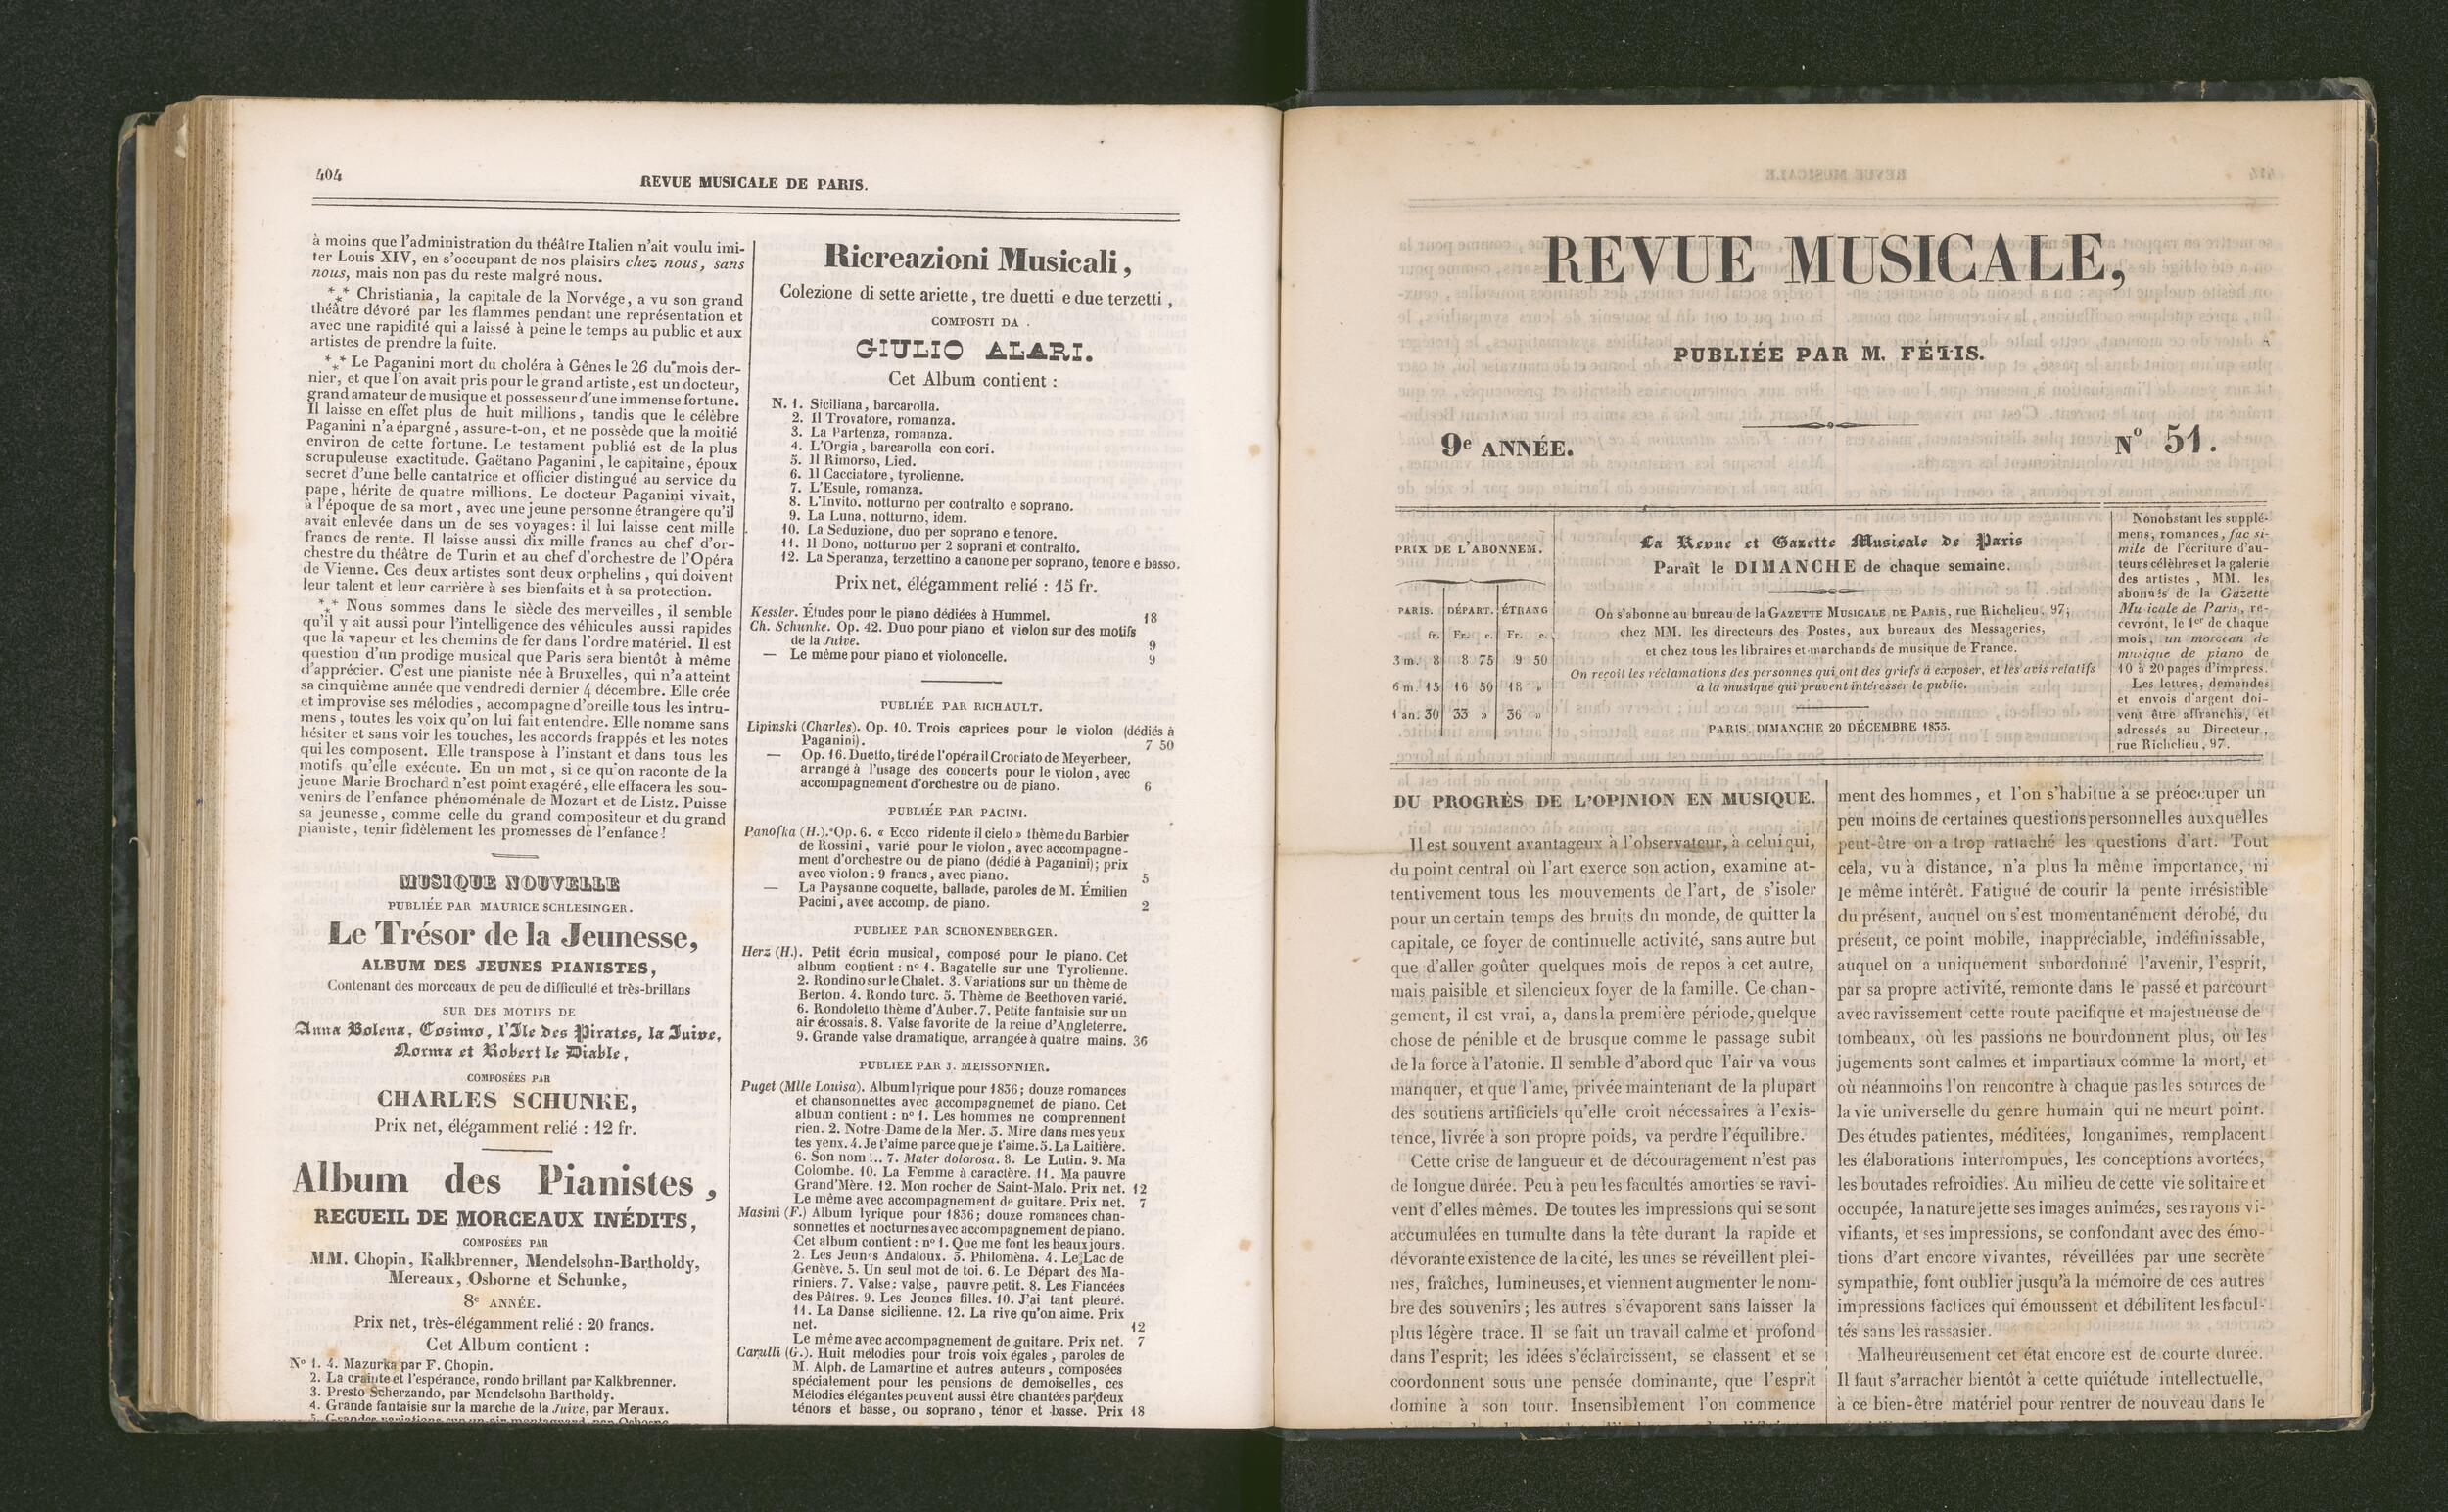 404
REVUE MUSICALE DE PARIS.
à moins que l'administration du théâtre Italien n'ait voulu imi-
ter Louis XIV, en s'occupant de nos plaisirs chez nous, sans
nous, mais non pas du reste malgré nous.
*** Christiania, la capitale de la Norvége, a vu son grand
théâtre dévoré par les flammes pendant une représentation et
avec une rapidité qui a laissé à peine le temps au public et aux
artistes de prendre la fuite.
*** Le Paganini mort du choléra à Gênes le 26 du mois der-
nier, et que l'on avait pris pour le grand artiste, est un docteur,
grand amateur de musique et possesseur d'une immense fortune.
Il laisse en effet plus de huit millions, tandis que le célèbre
Paganini n'a épargné, assure-t-on, et ne possède que la moitié
environ de cette fortune. Le testament publié est de la plus
scrupuleuse exactitude. Gaëtano Paganini, le capitaine, époux
secret d'une belle cantatrice et officier distingué au service du
pape, hérite de quatre millions. Le docteur Paganini vivait,
à l'époque de sa mort, avec une jeune personne étrangère qu'il
avait enlevée dans un de ses voyages: il lui laisse cent mille
francs de rente. Il laisse aussi dix mille francs au chef d'or-
chestre du théâtre de Turin et au chef d'orchestre de l'Opéra
de Vienne. Ces deux artistes sont deux orphelins, qui doivent
leur talent et leur carrière à ses bienfaits et à sa protection.
*** Nous sommes dans le siècle des merveilles, il semble
qu'il y ait aussi pour l'intelligence des véhicules aussi rapides
que la vapeur et les chemins de fer dans l'ordre matériel. Il est
question d'un prodige musical que Paris sera bientôt à même
d'apprécier. C'est une pianiste née à Bruxelles, qui n'a atteint
sa cinquième année que vendredi dernier 4 décembre. Elle crée
et improvise ses mélodies, accompagne d'oreille tous les intru-
mens, toutes les voix qu'on lui fait entendre. Elle nomme sans
hésiter et sans voir les touches, les accords frappés et les notes
qui les composent. Elle transpose à l'instant et dans tous les
motifs qu'elle exécute. En un mot, si ce qu'on raconte de la
jeune Marie Brochard n'est point exagéré, elle effacera les sou-
venirs de l'enfance phénoménale de Mozart et de Listz. Puisse
sa jeunesse, comme celle du grand compositeur et du grand
pianiste, tenir fidèlement les promesses de l'enfance!
MUSIQUE NOUVELLE
PUBLIÉE PAR MAURICE SCHLESINGER.
Le Trésor de la Jeunesse,
ALBUM DES JEUNES PIANISTES,
Contenant des morceaux de peu de difficulté et très-brillans
SUR DES MOTIFS DE
Anna Bolena, Cosimo, l'Ile des Pirates, la Juive,
Norma et Robert le Diable,
COMPOSÉES PAR
CHARLES SCHUNKE,
Prix net, élégamment relié : 12 fr.
Album des Pianistes,
RECUEIL DE MORCEAUX INÉDITS,
COMPOSÉES PAR
MM. Chopin, Kalkbrenner, Mendelsohn-Bartholdy,
Mereaux, Osborne et Schunke,
8e ANNÉE.
Prix net, très-élégamment relié : 20 francs.
Cet Album contient :
No 1. 4. Mazurka par F. Chopin.
2. La crainte et l'espérance, rondo brillant par Kalkbrenner.
3. Presto Scherzando, par Mendelsohn Bartholdy.
4. Grande fantaisie sur la marche de la Juive, par Meraux.
5. Grandes variations sur un air montagnard, par Osborne
Ricreazioni Musicali,
Colezione di sette ariette, tre duetti e due terzetti,
COMPOSTI DA
GIULIO ALARI.
Cet Album contient :
N. 1. Siciliana, barcarolla.
2. Il Trovatore, romanza.
3. La Partenza, romanza.
4. L'Orgia, barcarolla con cori.
5. Il Rimorso, Lied.
6. Il Cacciatore, tyrolienne.
7. L'Esule, romanza.
8. L'Invito. notturno per contralto e soprano.
9. La Luna, notturno, idem.
10. La Seduzione, duo per soprano e tenore.
11. Il Dono, notturno per 2 soprani et contralto.
12. La Speranza, terzettino a canone per soprano, tenore e basso.
Prix net, élégamment relié : 15 fr.
Kessler. Études pour le piano dédiées à Hummel. 18
Ch. Schunke. Op. 42. Duo pour piano et violon sur des motifs
de la Juive. 9
— Le même pour piano et violoncelle. 9
PUBLIÉE PAR RICHAULT.
Lipinski (Charles). Op. 10. Trois caprices pour le violon (dédiés à
Paganini). 7 50
— Op. 16. Duetto, tiré de l'opéra il Crociato de Meyerbeer,
arrangé à l'usage des concerts pour le violon, avec
accompagnement d'orchestre ou de piano. 6
PUBLIÉE PAR PACINI.
Panofka (H.). Op. 6. « Ecco ridente il cielo » thème du Barbier
de Rossini, varié pour le violon, avec accompagne-
ment d'orchestre ou de piano (dédié à Paganini); prix
avec violon : 9 francs, avec piano. 5
— La Paysanne coquette, ballade, paroles de M. Émilien
Pacini, avec accomp. de piano. 2
PUBLIEE PAR SCHONENBERGER.
Herz (H.). Petit écrin musical, composé pour le piano. Cet
album contient : no 1. Bagatelle sur une Tyrolienne.
2. Rondino sur le Chalet. 3. Variations sur un thème de
Berton. 4. Rondo turc. 5. Thème de Beethoven varié.
6. Rondoletto thème d'Auber. 7. Petite fantaisie sur un
air écossais. 8. Valse favorite de la reine d'Angleterre.
9. Grande valse dramatique, arrangée à quatre mains. 36
PUBLIEE PAR J. MEISSONNIER.
Puget (Mlle Louisa). Album lyrique pour 1836; douze romances
et chansonnettes avec accompagnemet de piano. Cet
album contient : no 1. Les hommes ne comprennent
rien. 2. Notre-Dame de la Mer. 3. Mire dans mes yeux
tes yeux. 4. Je t'aime parce que je t'aime. 5. La Laitière.
6. Son nom!.. 7. Mater dolorosa. 8. Le Lutin. 9. Ma
Colombe. 10. La Femme à caractère. 11. Ma pauvre
Grand'Mère. 12. Mon rocher de Saint-Malo. Prix net. 12
Le même avec accompagnement de guitare. Prix net. 7
Masini (F.) Album lyrique pour 1836; douze romances chan-
sonnettes et nocturnes avec accompagnement de piano.
Cet album contient : no 1. Que me font les beaux jours.
2. Les Jeunes Andaloux. 3. Philomèna. 4. Le Lac de
Genève. 5. Un seul mot de toi. 6. Le Départ des Ma-
riniers. 7. Valse: valse, pauvre petit. 8. Les Fiancées
des Pâtres. 9. Les Jeunes filles. 10. J'ai tant pleuré.
11. La Danse sicilienne. 12. La rive qu'on aime. Prix
net. 12
Le même avec accompagnement de guitare. Prix net. 7
Carulli (G.). Huit mélodies pour trois voix égales, paroles de
M. Alph. de Lamartine et autres auteurs, composées
spécialement pour les pensions de demoiselles, ces
Mélodies élégantes peuvent aussi être chantées par deux
ténors et basse, ou soprano, ténor et basse. Prix 18
REVUE MUSICALE,
PUBLIÉE PAR M. FÉTIS.
9e ANNÉE.
No 51.
PRIX DE L'ABONNEM.
PARIS. DÉPART. ÉTRANG
fr. Fr. c. Fr. c.
3 m. 8 8 75 9 50
6 m. 15 16 50 18 »
1 an. 30 33 » 36 »
La Revue et Gazette Musicale de Paris
Paraît le DIMANCHE de chaque semaine.
On s'abonne au bureau de la GAZETTE MUSICALE DE PARIS, rue Richelieu, 97;
chez MM. les directeurs des Postes, aux bureaux des Messageries,
et chez tous les libraires et marchands de musique de France.
On reçoit les réclamations des personnes qui ont des griefs à exposer, et les avis relatifs
à la musique qui peuvent intéresser le public.
PARIS, DIMANCHE 20 DÉCEMBRE 1835.
Nonobstant les supplé-
mens, romances, fac si-
mile de l'écriture d'au-
teurs célèbres et la galerie
des artistes, MM. les
abonnés de la Gazette
Mu icale de Paris, re-
cevront, le 1er de chaque
mois, un morceau de
musique de piano de
10 à 20 pages d'impress.
Les lettres, demandes
et envois d'argent doi-
vent être affranchis, et
adressés au Directeur,
rue Richelieu, 97.
DU PROGRÈS DE L'OPINION EN MUSIQUE.
Il est souvent avantageux à l'observateur, à celui qui,
du point central où l'art exerce son action, examine at-
tentivement tous les mouvements de l'art, de s'isoler
pour un certain temps des bruits du monde, de quitter la
capitale, ce foyer de continuelle activité, sans autre but
que d'aller goûter quelques mois de repos à cet autre,
mais paisible et silencieux foyer de la famille. Ce chan-
gement, il est vrai, a, dans la première période, quelque
chose de pénible et de brusque comme le passage subit
de la force à l'atonie. Il semble d'abord que l'air va vous
manquer, et que l'ame, privée maintenant de la plupart
des soutiens artificiels qu'elle croit nécessaires à l'exis-
tence, livrée à son propre poids, va perdre l'équilibre.
Cette crise de langueur et de découragement n'est pas
de longue durée. Peu à peu les facultés amorties se ravi-
vent d'elles mêmes. De toutes les impressions qui se sont
accumulées en tumulte dans la tête durant la rapide et
dévorante existence de la cité, les unes se réveillent plei-
nes, fraîches, lumineuses, et viennent augmenter le nom-
bre des souvenirs; les autres s'évaporent sans laisser la
plus légère trace. Il se fait un travail calme et profond
dans l'esprit; les idées s'éclaircissent, se classent et se
coordonnent sous une pensée dominante, que l'esprit
domine à son tour. Insensiblement l'on commence
ment des hommes, et l'on s'habitue à se préoccuper un
peu moins de certaines questions personnelles auxquelles
peut-être on a trop rattaché les questions d'art. Tout
cela, vu à distance, n'a plus la même importance, ni
le même intérêt. Fatigué de courir la pente irrésistible
du présent, auquel on s'est momentanément dérobé, du
présent, ce point mobile, inappréciable, indéfinissable,
auquel on a uniquement subordonné l'avenir, l'esprit,
par sa propre activité, remonte dans le passé et parcourt
avec ravissement cette route pacifique et majestueuse de
tombeaux, où les passions ne bourdonnent plus, où les
jugements sont calmes et impartiaux comme la mort, et
où néanmoins l'on rencontre à chaque pas les sources de
la vie universelle du genre humain qui ne meurt point.
Des études patientes, méditées, longanimes, remplacent
les élaborations interrompues, les conceptions avortées,
les boutades refroidies. Au milieu de cette vie solitaire et
occupée, la nature jette ses images animées, ses rayons vi-
vifiants, et ses impressions, se confondant avec des émo-
tions d'art encore vivantes, réveillées par une secrète
sympathie, font oublier jusqu'à la mémoire de ces autres
impressions factices qui émoussent et débilitent les facul-
tés sans les rassasier.
Malheureusement cet état encore est de courte durée.
Il faut s'arracher bientôt à cette quiétude intellectuelle,
à ce bien-être matériel pour rentrer de nouveau dans le